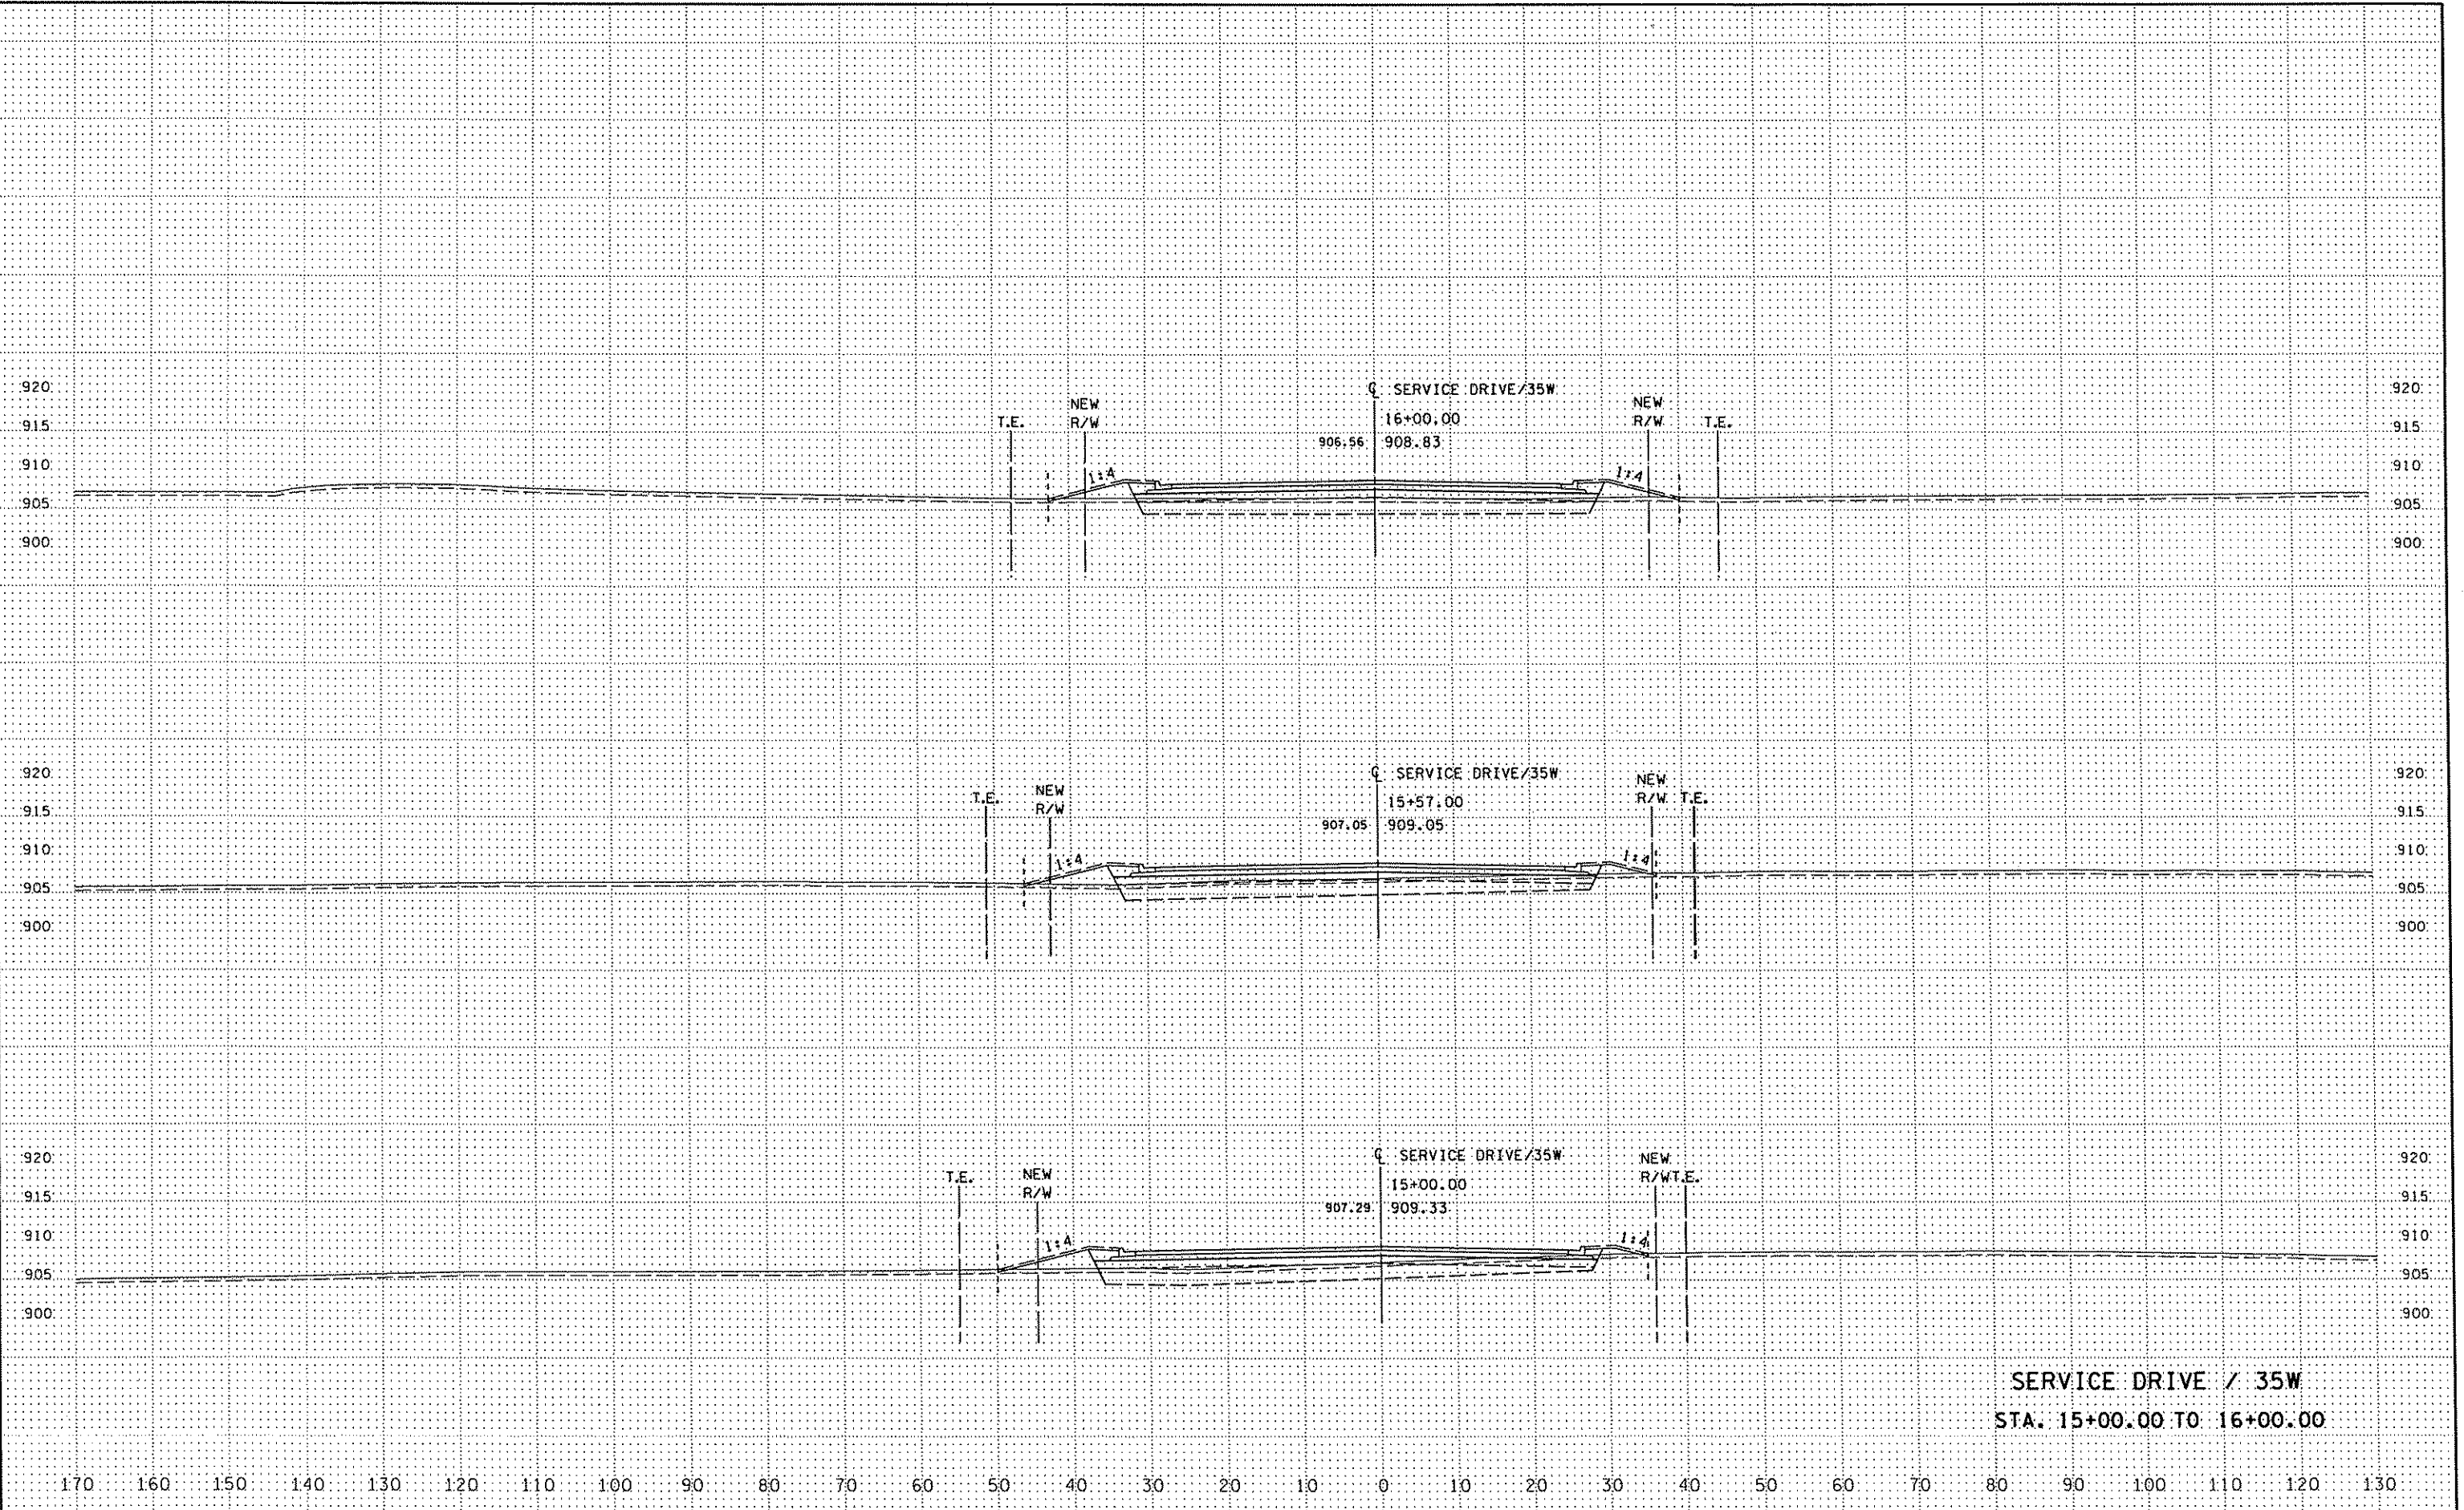 ℄ SERVICE DRIVE/35W
920 920
NEW NEW
T.E. R/W 16+00.00 R/W T.E.
915 915
906.56 908.83
910 1:4 1:4 910
905 905
900 900
℄ SERVICE DRIVE/35W
920 920
NEW NEW
T.E. R/W 15+57.00 R/W T.E.
915 915
907.05 909.05
910 1:4 1:4 910
905 905
900 900
℄ SERVICE DRIVE/35W
920 920
NEW NEW
T.E. R/W 15+00.00 R/W T.E.
915 915
907.29 909.33
910 1:4 1:4 910
905 905
900 900
SERVICE DRIVE / 35W
STA. 15+00.00 TO 16+00.00
170 160 150 140 130 120 110 100 90 80 70 60 50 40 30 20 10 0 10 20 30 40 50 60 70 80 90 100 110 120 130